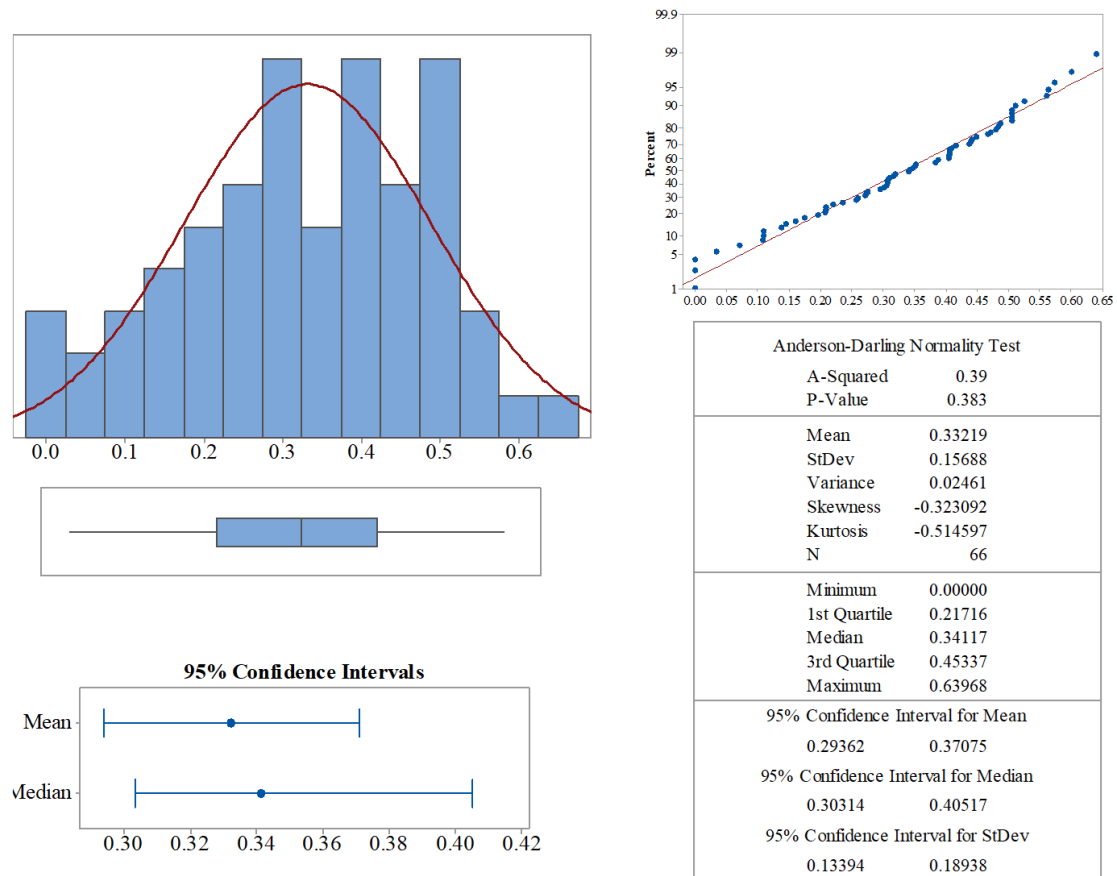 0.0 0.1 0.2 0.3 0.4 0.5 0.6
95% Confidence Intervals
Mean
Median
0.30 0.32 0.34 0.36 0.38 0.40 0.42
99.9
99
95
90
80
70
60
50
40
30
20
10
5
1
Percent
0.00 0.05 0.10 0.15 0.20 0.25 0.30 0.35 0.40 0.45 0.50 0.55 0.60 0.65
Anderson-Darling Normality Test
A-Squared 0.39
P-Value 0.383
Mean 0.33219
StDev 0.15688
Variance 0.02461
Skewness -0.323092
Kurtosis -0.514597
N 66
Minimum 0.00000
1st Quartile 0.21716
Median 0.34117
3rd Quartile 0.45337
Maximum 0.63968
95% Confidence Interval for Mean
0.29362 0.37075
95% Confidence Interval for Median
0.30314 0.40517
95% Confidence Interval for StDev
0.13394 0.18938